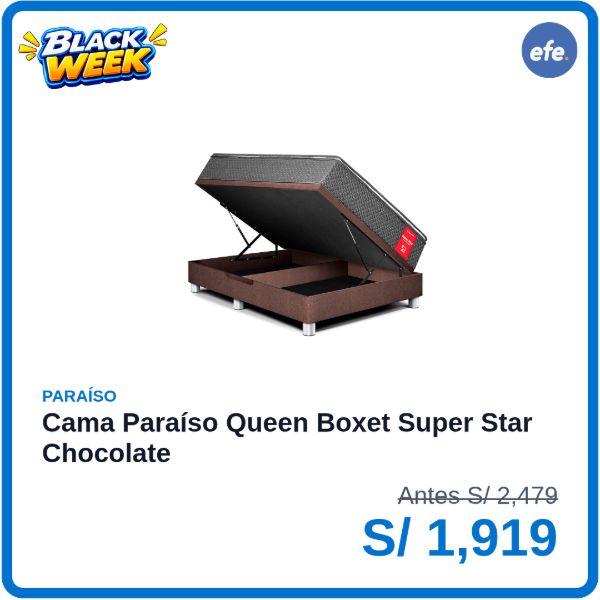 BLACK
WEEK
efe.
PARAÍSO
Cama Paraíso Queen Boxet Super Star
Chocolate
Antes S/ 2,479
S/ 1,919